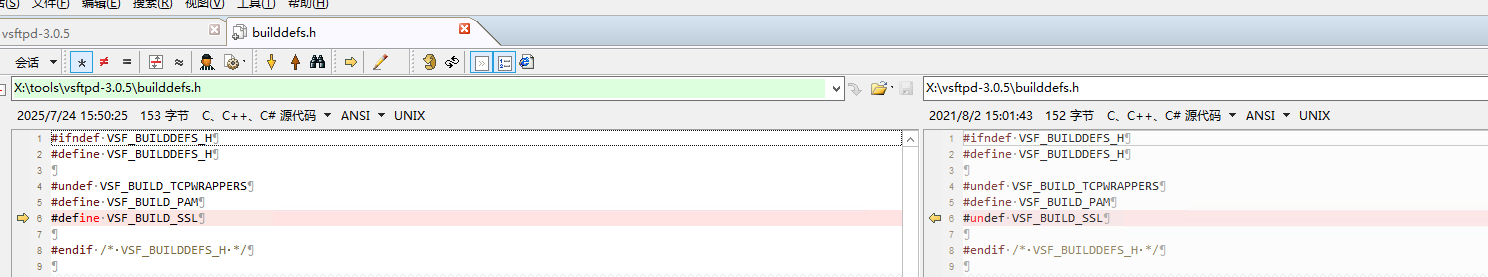 话(S) 文件(F) 编辑(E) 搜索(R) 视图(V) 工具(T) 帮助(H)
vsftpd-3.0.5 builddefs.h
会话
X:\tools\vsftpd-3.0.5\builddefs.h
2025/7/24 15:50:25 153 字节 C、C++、C# 源代码 ANSI UNIX
1 #ifndef·VSF_BUILDDEFS_H¶
2 #define·VSF_BUILDDEFS_H¶
3 ¶
4 #undef·VSF_BUILD_TCPWRAPPERS¶
5 #define·VSF_BUILD_PAM¶
6 #define·VSF_BUILD_SSL¶
7 ¶
8 #endif·/*·VSF_BUILDDEFS_H·*/¶
9 ¶
X:\vsftpd-3.0.5\builddefs.h
2021/8/2 15:01:43 152 字节 C、C++、C# 源代码 ANSI UNIX
1 #ifndef·VSF_BUILDDEFS_H¶
2 #define·VSF_BUILDDEFS_H¶
3 ¶
4 #undef·VSF_BUILD_TCPWRAPPERS¶
5 #define·VSF_BUILD_PAM¶
6 #undef·VSF_BUILD_SSL¶
7 ¶
8 #endif·/*·VSF_BUILDDEFS_H·*/¶
9 ¶